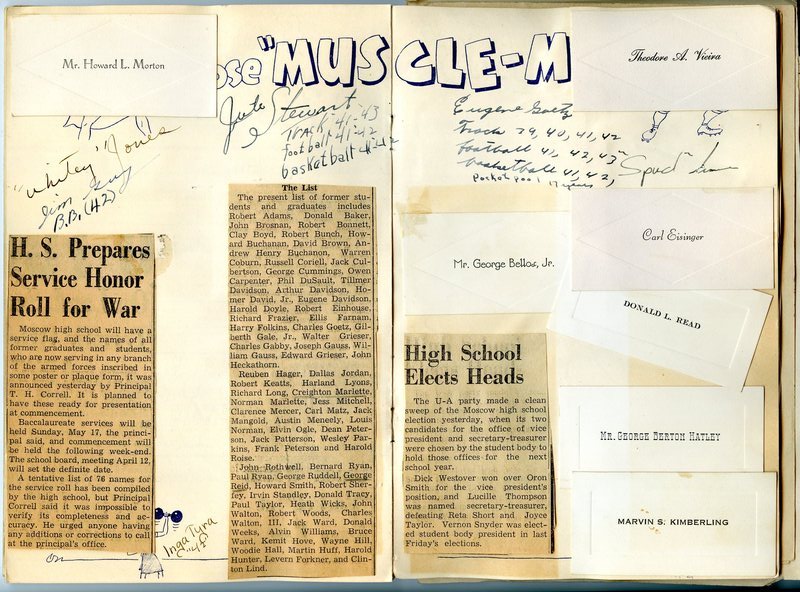 Mr. Howard L. Morton
ose "MUSCLE-M
Stewart
Track '41-'43
football '41-'42
basketball '41-'42
"whitey" Jones
Jim
B.B. (42)
H. S. Prepares
Service Honor
Roll for War
Moscow high school will have a
service flag, and the names of all
former graduates and students,
who are now serving in any branch
of the armed forces inscribed in
some poster or plaque form, it was
announced yesterday by Principal
T. H. Correll. It is planned to
have these ready for presentation
at commencement.
Baccalaureate services will be
held Sunday, May 17, the princi-
pal said, and commencement will
be held the following week-end.
The school board, meeting April 12,
will set the definite date.
A tentative list of 76 names for
the service roll has been compiled
by the high school, but Principal
Correll said it was impossible to
verify its completeness and ac-
curacy. He urged anyone having
any additions or corrections to call
at the principal's office.
Inga Tyra
"42"
The List
The present list of former stu-
dents and graduates includes
Robert Adams, Donald Baker,
John Brosnan, Robert Bonnett,
Clay Boyd, Robert Bunch, How-
ard Buchanan, David Brown, An-
drew Henry Buchanan, Warren
Coburn, Russell Coriell, Jack Cul-
bertson, George Cummings, Owen
Carpenter, Phil DuSault, Tillmer
Davidson, Arthur Davidson, Ho-
mer David, Jr., Eugene Davidson,
Harold Doyle, Robert Einhouse,
Richard Frazier, Ellis Farnam,
Harry Folkins, Charles Goetz, Gil-
berth Gale, Jr., Walter Grieser,
Charles Gabby, Joseph Gauss, Wil-
liam Gauss, Edward Grieser, John
Heckathorn.
Reuben Hager, Dallas Jordan,
Robert Keatts, Harland Lyons,
Richard Long, Creighton Marlette,
Norman Marlette, Jess Mitchell,
Clarence Mercer, Carl Matz, Jack
Mangold, Austin Meneely, Louis
Norman, Elvin Ogle, Dean Peter-
son, Jack Patterson, Wesley Par-
kins, Frank Peterson and Harold
Roise.
John Rothwell, Bernard Ryan,
Paul Ryan, George Ruddell, George
Reid, Howard Smith, Robert Sher-
fey, Irvin Standley, Donald Tracy,
Paul Taylor, Heath Wicks, John
Walton, Robert Woods, Charles
Walton, III, Jack Ward, Donald
Weeks, Alvin Williams, Bruce
Ward, Kemit Hove, Wayne Hill,
Woodie Hall, Martin Huff, Harold
Hunter, Levern Forkner, and Clin-
ton Lind.
Theodore A. Vieira
Eugene Goetz
Track 39, 40, 41, 42
football 41, 42, 43
basketball 41, 42,
pocket pool 17 years
"Spud"
Carl Eisinger
Mr. George Bellos, Jr.
DONALD L. READ
High School
Elects Heads
The U-A party made a clean
sweep of the Moscow high school
election yesterday, when its two
candidates for the office of vice
president and secretary-treasurer
were chosen by the student body to
hold those offices for the next
school year.
Dick Westover won over Oron
Smith for the vice president's
position, and Lucille Thompson
was named secretary-treasurer,
defeating Reta Short and Joyce
Taylor. Vernon Snyder was elect-
ed student body president in last
Friday's elections.
MR. GEORGE BERTON HATLEY
MARVIN S. KIMBERLING